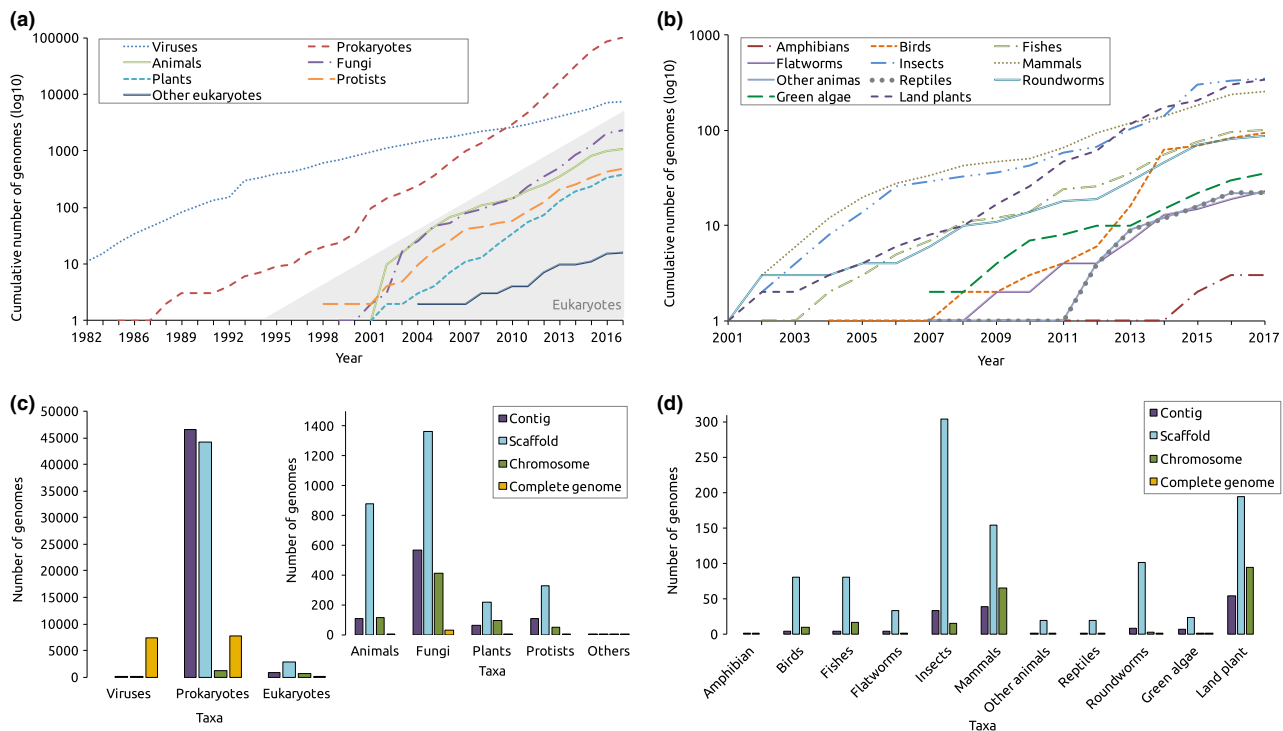 (a)
Cumulative number of genomes (log10)
100000
10000
1000
100
10
1
Viruses
Prokaryotes
Animals
Fungi
Plants
Protists
Other eukaryotes
Eukaryotes
1982 1986 1989 1992 1995 1998 2001 2004 2007 2010 2013 2016
Year
(b)
Cumulative number of genomes (log10)
1000
100
10
1
Amphibians
Birds
Fishes
Flatworms
Insects
Mammals
Other animas
Reptiles
Roundworms
Green algae
Land plants
2001 2003 2005 2007 2009 2011 2013 2015 2017
Year
(c)
Number of genomes
50000
45000
40000
35000
30000
25000
20000
15000
10000
5000
0
Viruses Prokaryotes Eukaryotes
Taxa
Number of genomes
1400
1200
1000
800
600
400
200
0
Contig
Scaffold
Chromosome
Complete genome
Animals Fungi Plants Protists Others
Taxa
(d)
Number of genomes
300
250
200
150
100
50
0
Contig
Scaffold
Chromosome
Complete genome
Amphibian
Birds
Fishes
Flatworms
Insects
Mammals
Other animals
Reptiles
Roundworms
Green algae
Land plant
Taxa